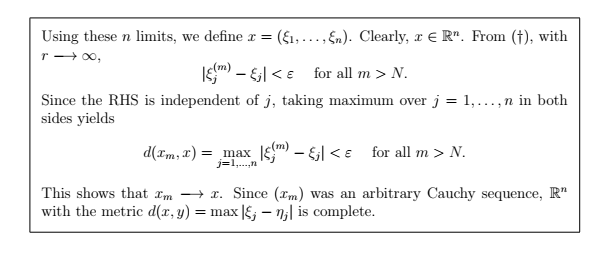 Using these n limits, we define x = (ξ₁, . . . , ξₙ). Clearly, x ∈ ℝⁿ. From (†), with
r ⟶ ∞,
|ξⱼ⁽ᵐ⁾ − ξⱼ| < ε for all m > N.
Since the RHS is independent of j, taking maximum over j = 1, . . . , n in both
sides yields
d(xₘ, x) = max_{j=1,...,n} |ξⱼ⁽ᵐ⁾ − ξⱼ| < ε for all m > N.
This shows that xₘ ⟶ x. Since (xₘ) was an arbitrary Cauchy sequence, ℝⁿ
with the metric d(x, y) = max |ξⱼ − ηⱼ| is complete.